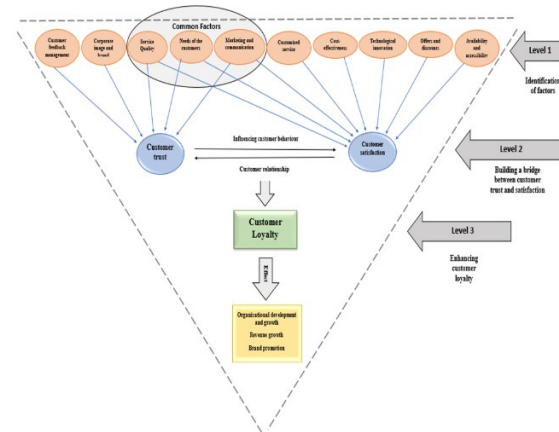 Common Factors
Customer
feedback
management
Corporate
image and
brand
Service
Quality
Needs of the
customers
Marketing and
communication
Customized
service
Cost-
effectiveness
Technological
innovation
Offers and
discounts
Availability
and
accessibility
Level 1
Identification
of factors
Influencing customer behaviour
Customer
trust
Customer
satisfaction
Customer relationship
Level 2
Building a bridge
between customer
trust and satisfaction
Customer
Loyalty
Level 3
Enhancing
customer
loyalty
Effect
Organizational development
and growth
Revenue growth
Brand promotion